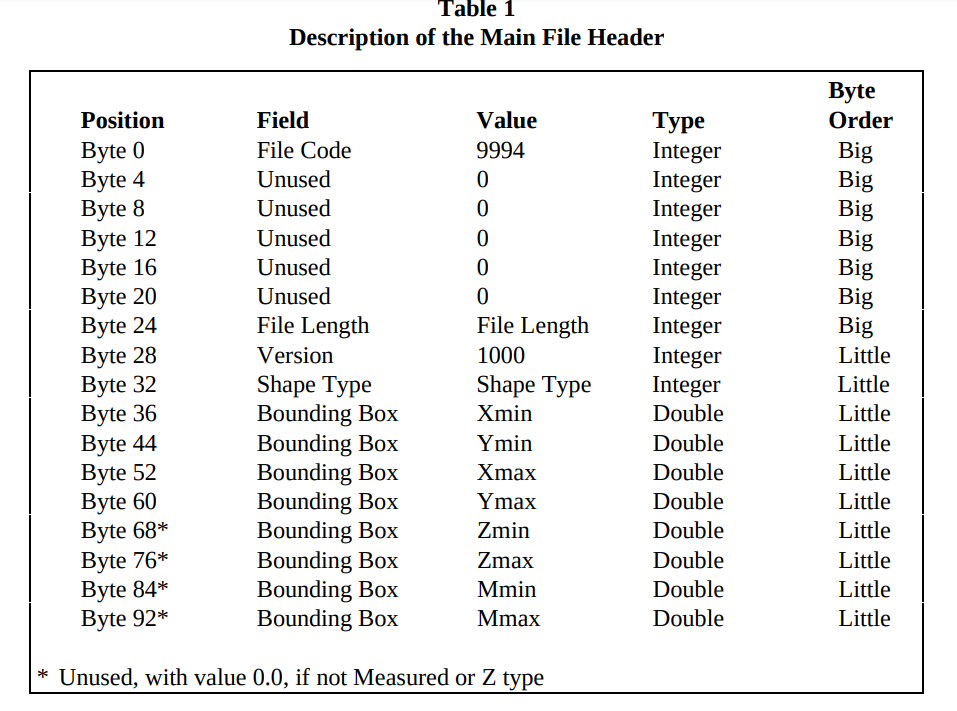 Table 1
Description of the Main File Header
Byte
Position Field Value Type Order
Byte 0 File Code 9994 Integer Big
Byte 4 Unused 0 Integer Big
Byte 8 Unused 0 Integer Big
Byte 12 Unused 0 Integer Big
Byte 16 Unused 0 Integer Big
Byte 20 Unused 0 Integer Big
Byte 24 File Length File Length Integer Big
Byte 28 Version 1000 Integer Little
Byte 32 Shape Type Shape Type Integer Little
Byte 36 Bounding Box Xmin Double Little
Byte 44 Bounding Box Ymin Double Little
Byte 52 Bounding Box Xmax Double Little
Byte 60 Bounding Box Ymax Double Little
Byte 68* Bounding Box Zmin Double Little
Byte 76* Bounding Box Zmax Double Little
Byte 84* Bounding Box Mmin Double Little
Byte 92* Bounding Box Mmax Double Little
* Unused, with value 0.0, if not Measured or Z type